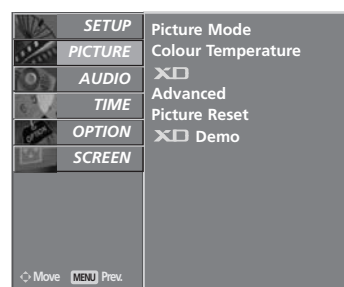 SETUP
PICTURE
AUDIO
TIME
OPTION
SCREEN
Move MENU Prev.
Picture Mode
Colour Temperature
XD
Advanced
Picture Reset
XD Demo